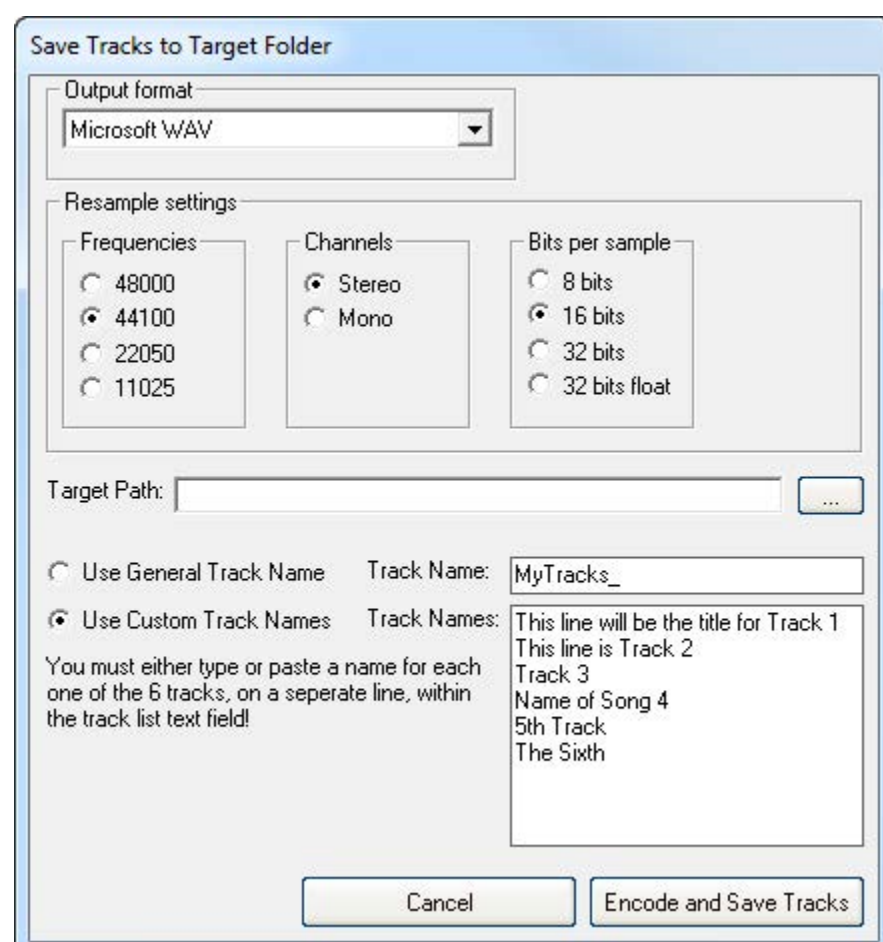 Save Tracks to Target Folder
Output format
Microsoft WAV
Resample settings
Frequencies
48000
44100
22050
11025
Channels
Stereo
Mono
Bits per sample
8 bits
16 bits
32 bits
32 bits float
Target Path:
...
Use General Track Name
Track Name:
MyTracks_
Use Custom Track Names
Track Names:
This line will be the title for Track 1
This line is Track 2
Track 3
Name of Song 4
5th Track
The Sixth
You must either type or paste a name for each
one of the 6 tracks, on a seperate line, within
the track list text field!
Cancel
Encode and Save Tracks